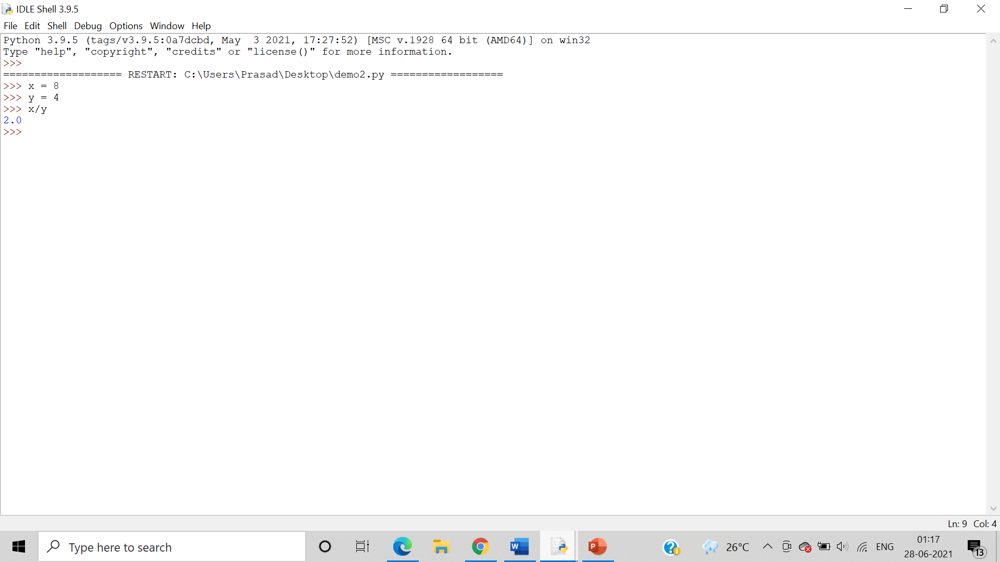 IDLE Shell 3.9.5
File Edit Shell Debug Options Window Help
Python 3.9.5 (tags/v3.9.5:0a7dcbd, May  3 2021, 17:27:52) [MSC v.1928 64 bit (AMD64)] on win32
Type "help", "copyright", "credits" or "license()" for more information.
>>>
=================== RESTART: C:\Users\Prasad\Desktop\demo2.py ==================
>>> x = 8
>>> y = 4
>>> x/y
2.0
>>>
Ln: 9 Col: 4
Type here to search
W
P
26°C
ENG
01:17
28-06-2021
13